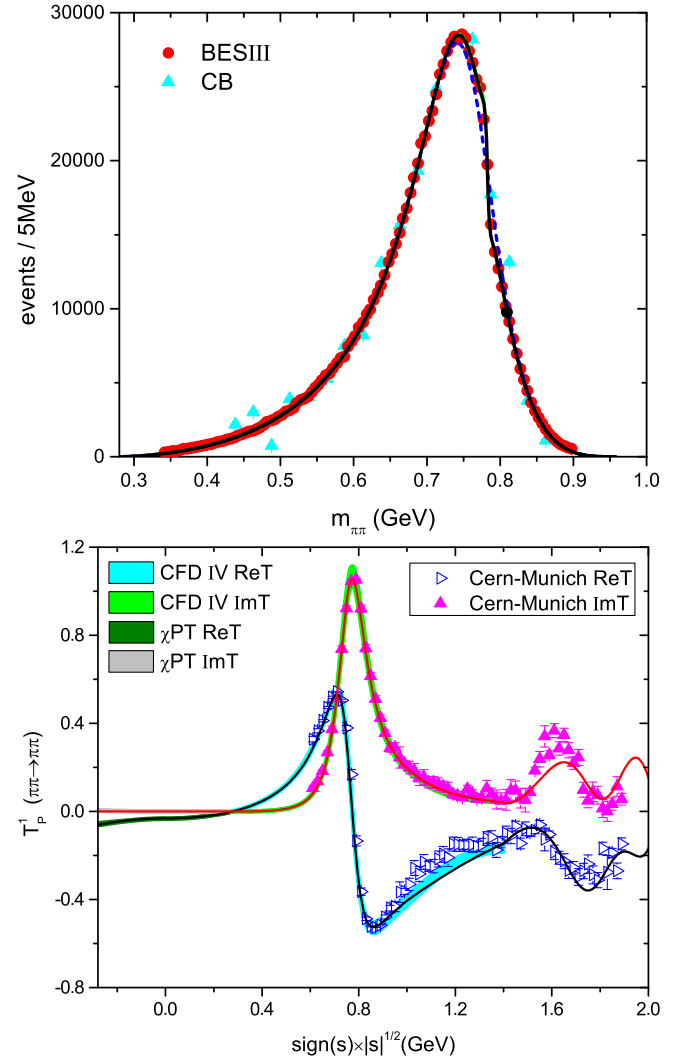 30000
BESIII
CB
20000
events / 5MeV
10000
0
0.3 0.4 0.5 0.6 0.7 0.8 0.9 1.0
mππ (GeV)
1.2
CFD IV ReT
CFD IV ImT
χPT ReT
χPT ImT
Cern-Munich ReT
Cern-Munich ImT
0.8
0.4
T¹P (ππ→ππ)
0.0
-0.4
-0.8
0.0 0.4 0.8 1.2 1.6 2.0
sign(s)×|s|^1/2(GeV)